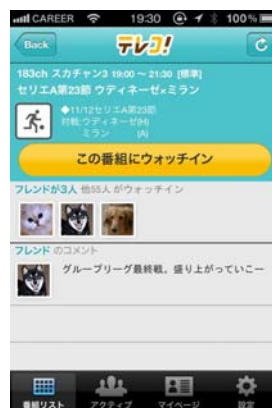 CAREER 19:30 100%
Back テレコ!
183ch スカチャン3 19:00 ~ 21:30 [標準]
セリエA第23節 ウディネーゼ×ミラン
◆11/12セリエA第23節
対戦:ウディネーゼ(H)
ミラン (A)
この番組にウォッチイン
フレンドが3人 他55人 がウォッチイン
フレンド のコメント
グループリーグ最終戦。盛り上がっていこー
番組リスト アクティブ マイページ 設定